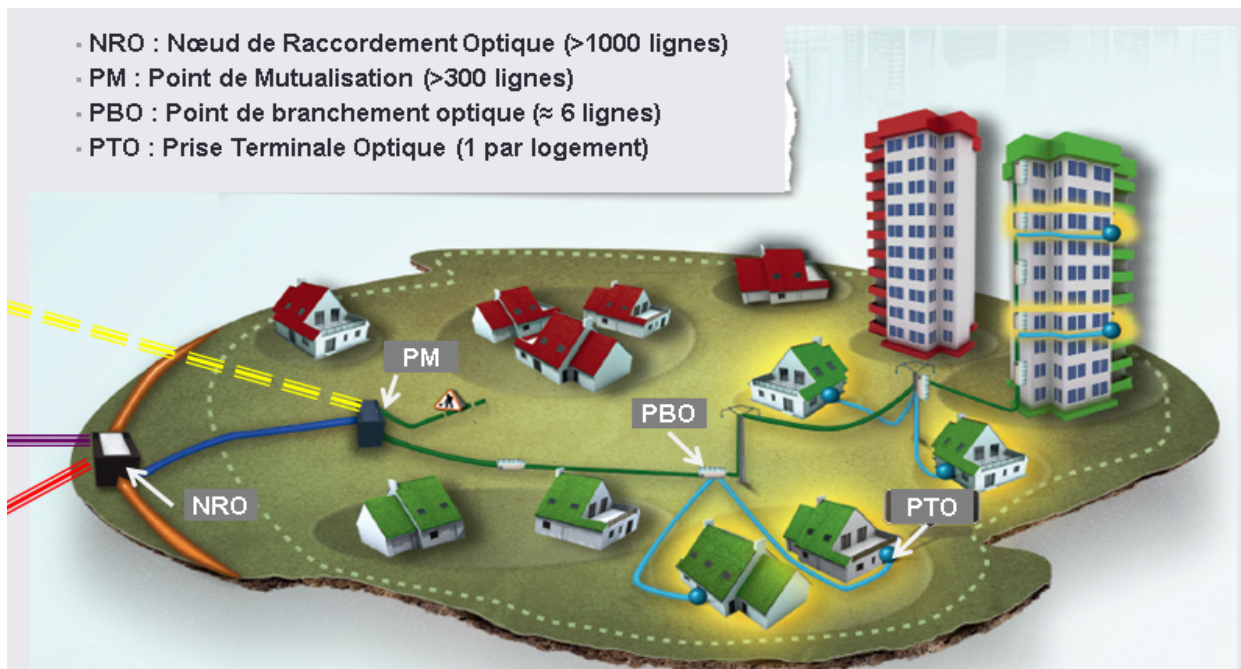 - NRO : Nœud de Raccordement Optique (>1000 lignes)
- PM : Point de Mutualisation (>300 lignes)
- PBO : Point de branchement optique (≈ 6 lignes)
- PTO : Prise Terminale Optique (1 par logement)
PM
PBO
NRO
PTO